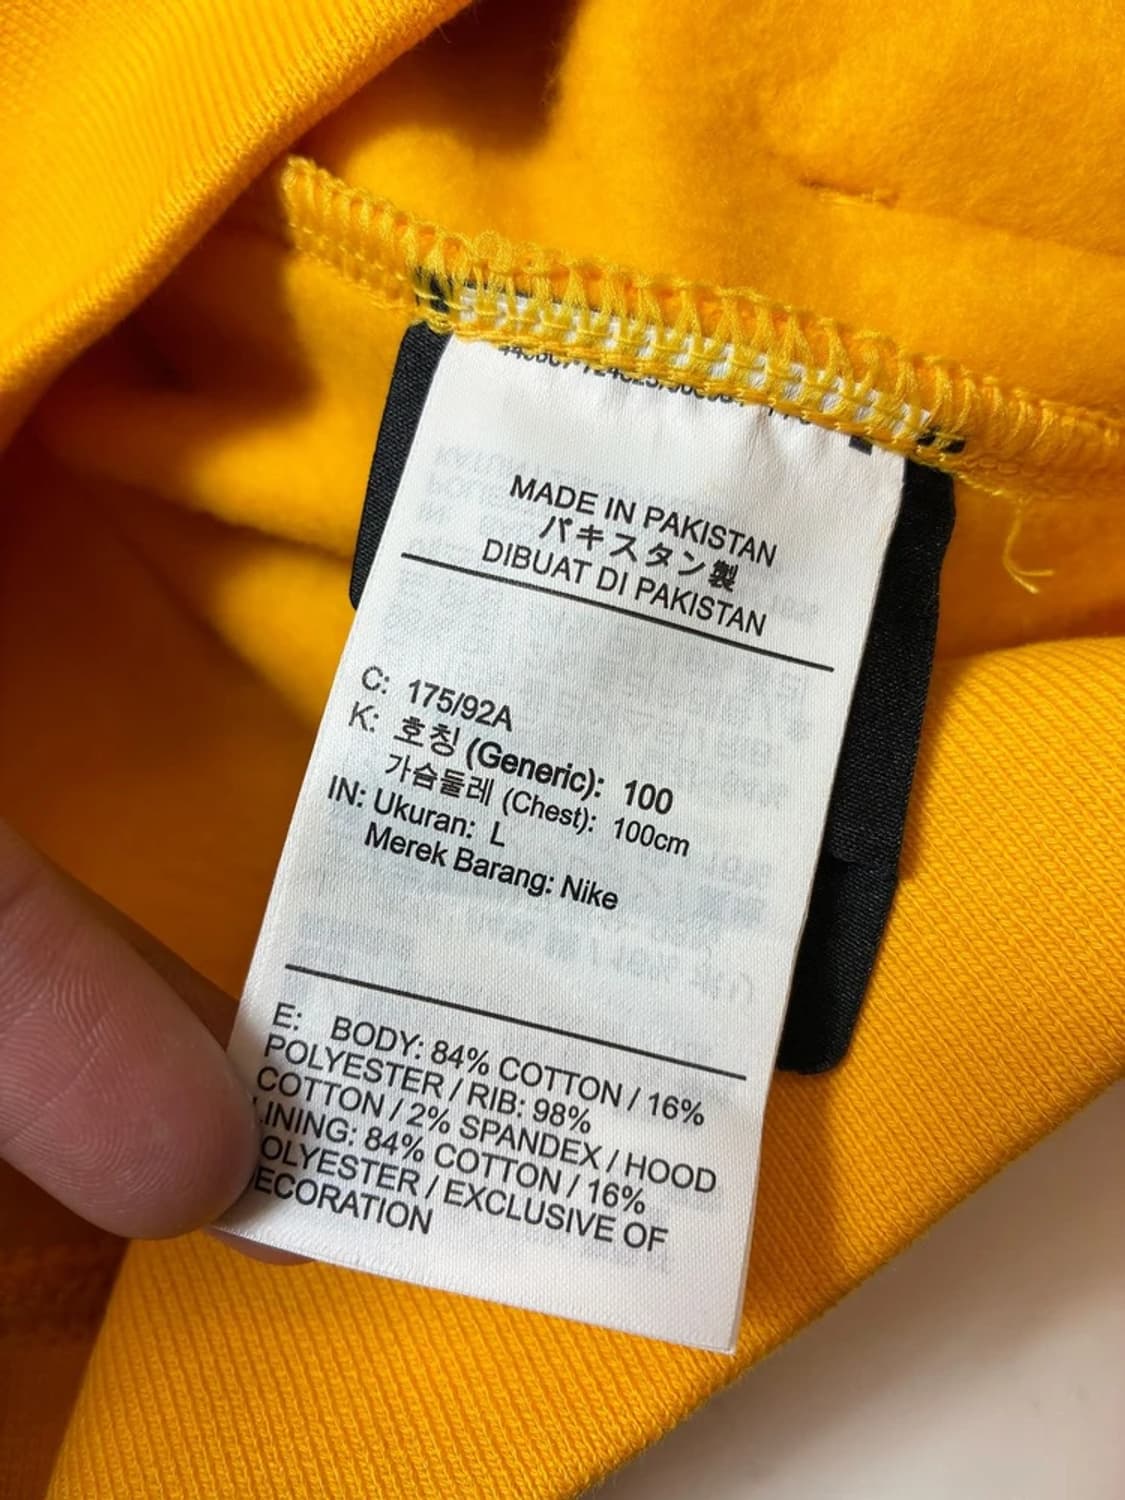 MADE IN PAKISTAN
パキスタン製
DIBUAT DI PAKISTAN
C: 175/92A
K: 호칭 (Generic): 100
가슴둘레 (Chest): 100cm
IN: Ukuran: L
Merek Barang: Nike
E: BODY: 84% COTTON / 16%
POLYESTER / RIB: 98%
COTTON / 2% SPANDEX / HOOD
LINING: 84% COTTON / 16%
OLYESTER / EXCLUSIVE OF
ECORATION